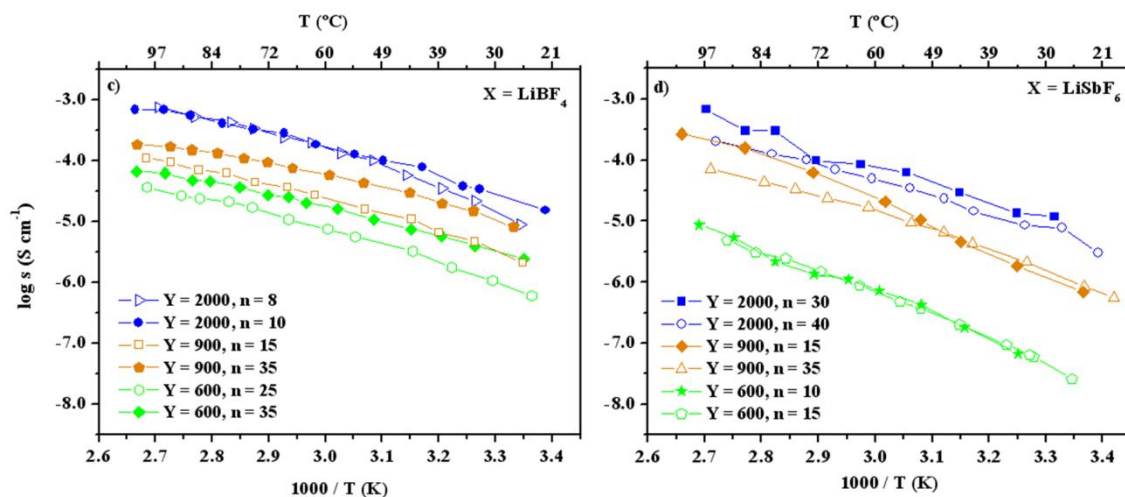 T (ºC)
97 84 72 60 49 39 30 21
c)
X = LiBF4
log s (S cm-1)
-3.0
-4.0
-5.0
-6.0
-7.0
-8.0
Y = 2000, n = 8
Y = 2000, n = 10
Y = 900, n = 15
Y = 900, n = 35
Y = 600, n = 25
Y = 600, n = 35
2.6 2.7 2.8 2.9 3.0 3.1 3.2 3.3 3.4
1000 / T (K)
T (ºC)
97 84 72 60 49 39 30 21
d)
X = LiSbF6
-3.0
-4.0
-5.0
-6.0
-7.0
-8.0
Y = 2000, n = 30
Y = 2000, n = 40
Y = 900, n = 15
Y = 900, n = 35
Y = 600, n = 10
Y = 600, n = 15
2.6 2.7 2.8 2.9 3.0 3.1 3.2 3.3 3.4
1000 / T (K)